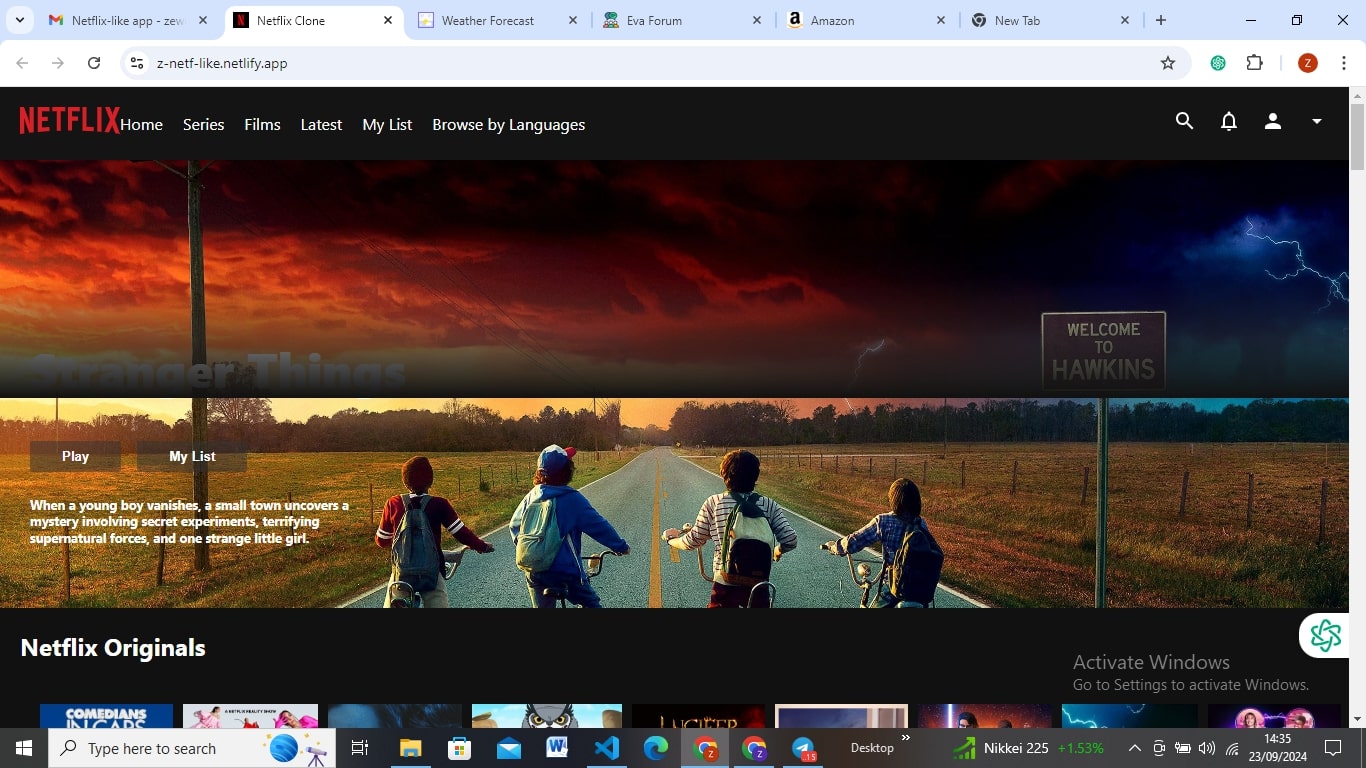 Netflix-like app - zew
Netflix Clone
Weather Forecast
Eva Forum
Amazon
New Tab
z-netf-like.netlify.app
Z
NETFLIX
Home Series Films Latest My List Browse by Languages
WELCOME
TO
HAWKINS
Stranger Things
Play
My List
When a young boy vanishes, a small town uncovers a
mystery involving secret experiments, terrifying
supernatural forces, and one strange little girl.
Netflix Originals
Activate Windows
Go to Settings to activate Windows.
COMEDIANS
IN CARS
A NETFLIX REALITY SHOW
LUCIFER
Type here to search
Desktop
Nikkei 225 +1.53%
14:35
23/09/2024